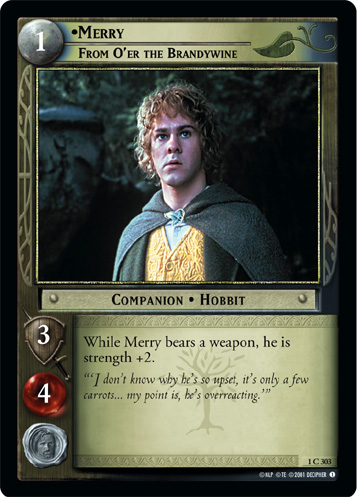 1
•Merry
From O'er the Brandywine
Companion • Hobbit
3
While Merry bears a weapon, he is
strength +2.
4
“‘I don't know why he's so upset, it's only a few
carrots... my point is, he's overreacting.’”
1 C 303
©NLP ©TE ©2001 DECIPHER 1